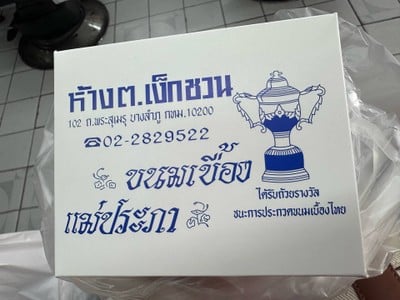 ห้างต.เง็กชวน
102 ถ.พระสุเมรุ บางลำภู กทม.10200
☎02-2829522
ขนมเบื้อง
แม่ประภา
ได้รับถ้วยรางวัล
ชนะการประกวดขนมเบื้องไทย